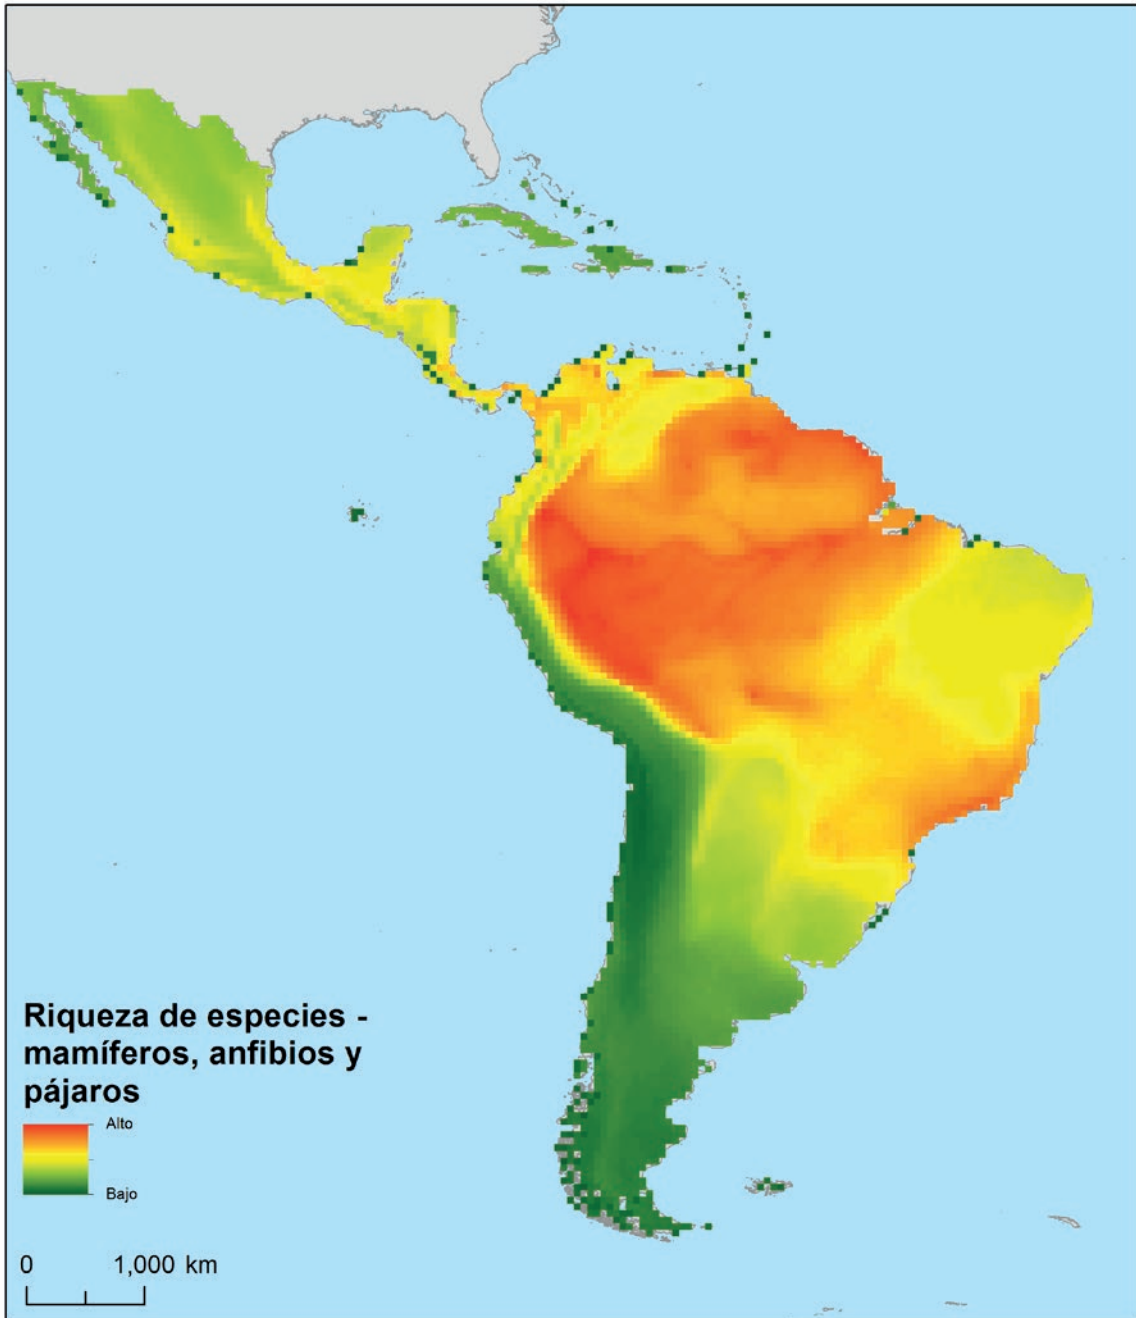 Riqueza de especies -
mamíferos, anfibios y
pájaros
Alto
Bajo
0 1,000 km